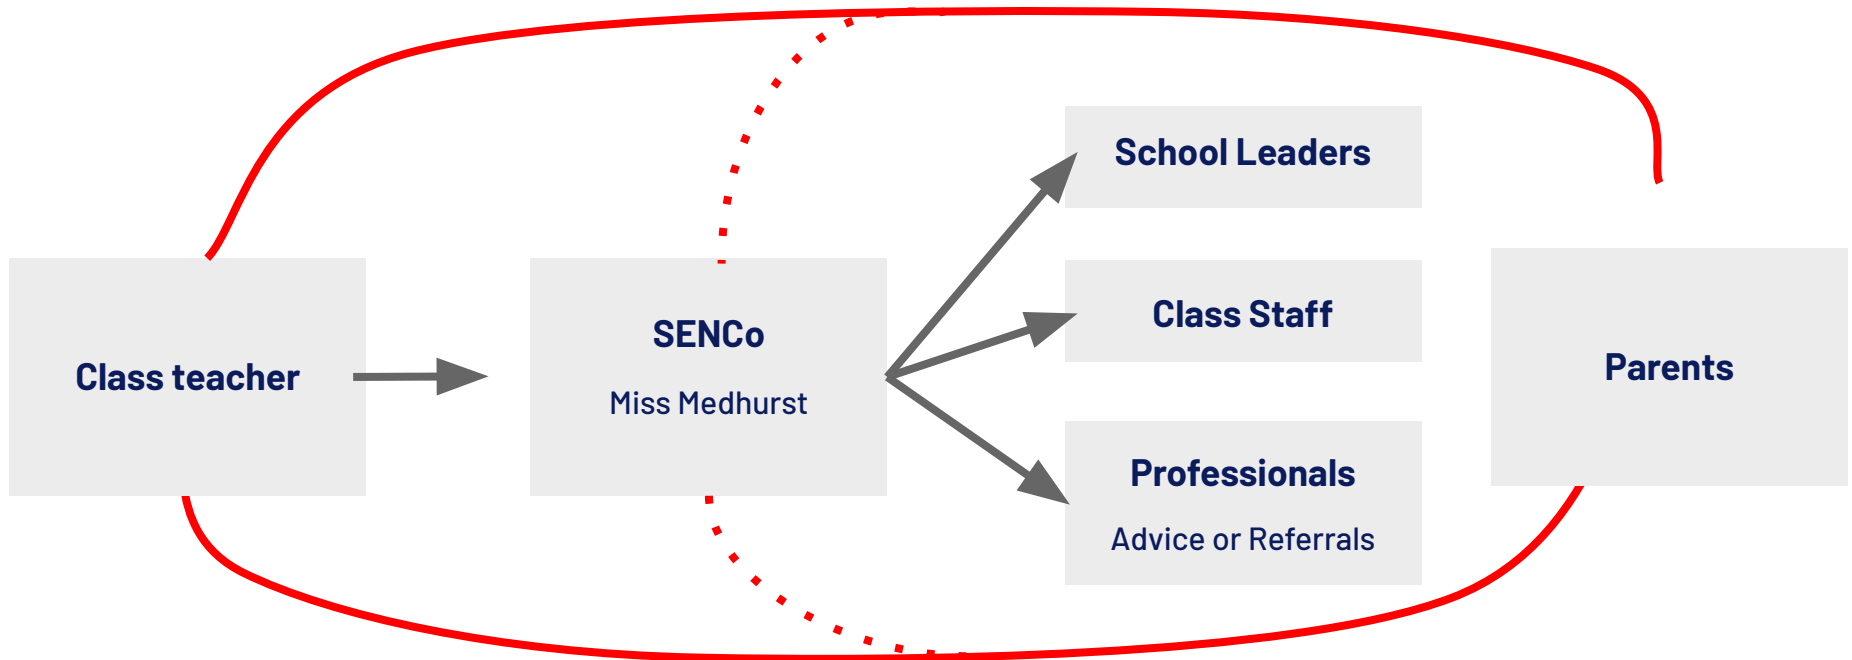 Class teacher
SENCo
Miss Medhurst
School Leaders
Class Staff
Professionals
Advice or Referrals
Parents